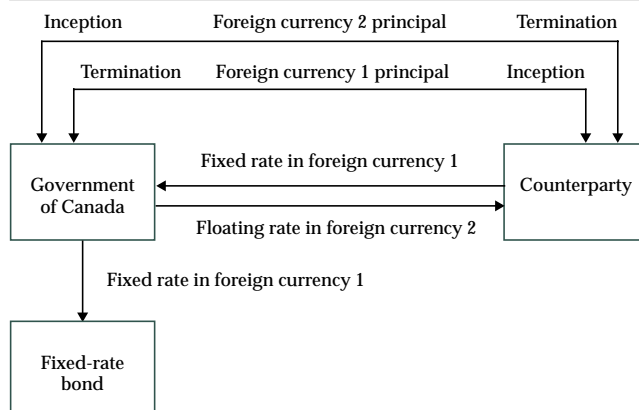 Inception Foreign currency 2 principal Termination
Termination Foreign currency 1 principal Inception
Fixed rate in foreign currency 1
Government
of Canada
Counterparty
Floating rate in foreign currency 2
Fixed rate in foreign currency 1
Fixed-rate
bond